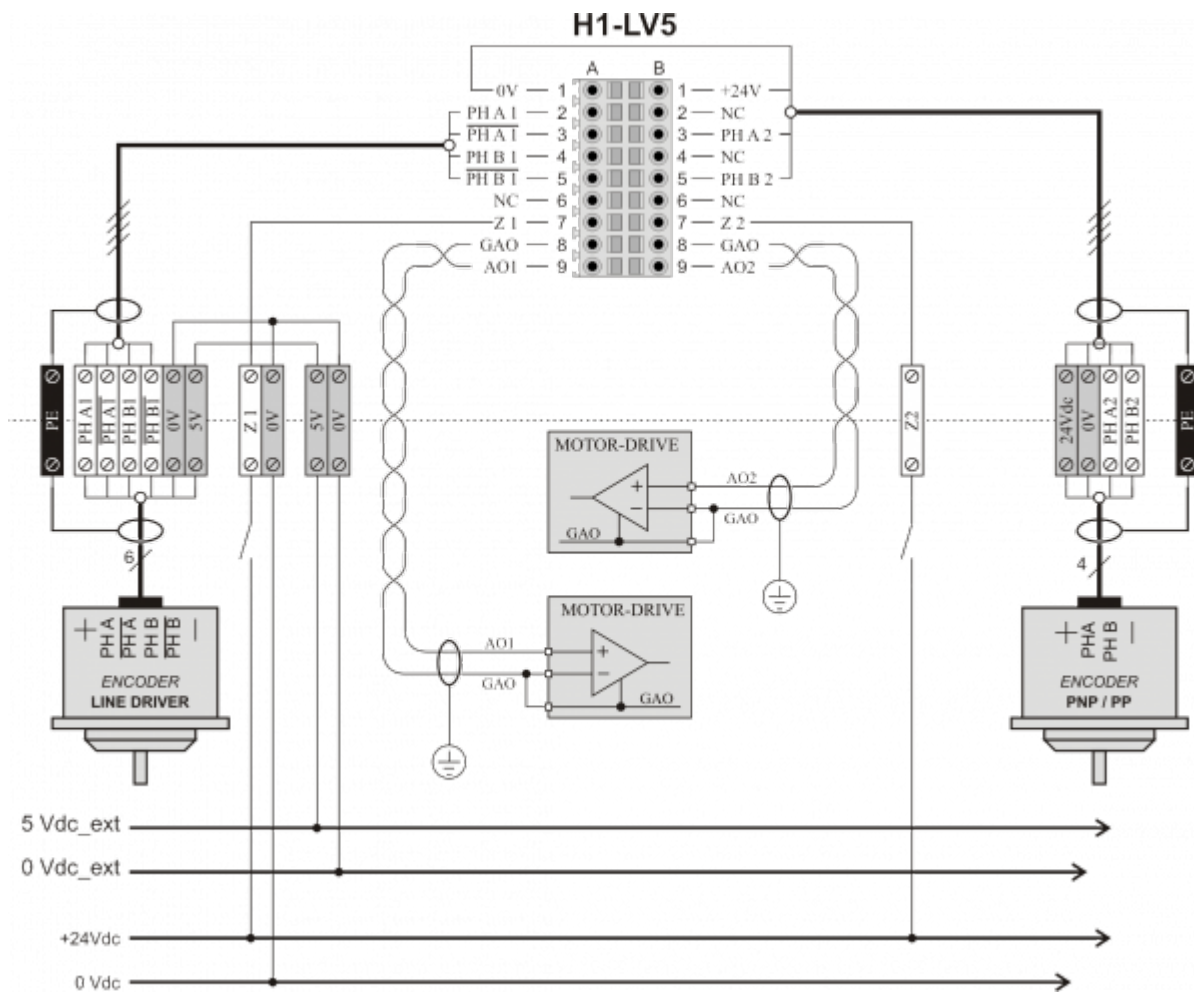 H1-LV5
A B
0V 1 1 +24V
PH A 1 2 2 NC
PH A 1 3 3 PH A 2
PH B 1 4 4 NC
PH B 1 5 5 PH B 2
NC 6 6 NC
Z 1 7 7 Z 2
GAO 8 8 GAO
AO1 9 9 AO2
PE
PH A1
PH A1
PH B1
PH B1
0V
5V
Z 1
0V
5V
0V
Z2
24Vdc
0V
PH A2
PH B2
PE
MOTOR-DRIVE
+
−
AO2
GAO
GAO
6
4
MOTOR-DRIVE
+
−
AO1
GAO
GAO
+ PH A PH A PH B PH B −
ENCODER
LINE DRIVER
+ PHA PH B −
ENCODER
PNP / PP
5 Vdc_ext
0 Vdc_ext
+24Vdc
0 Vdc